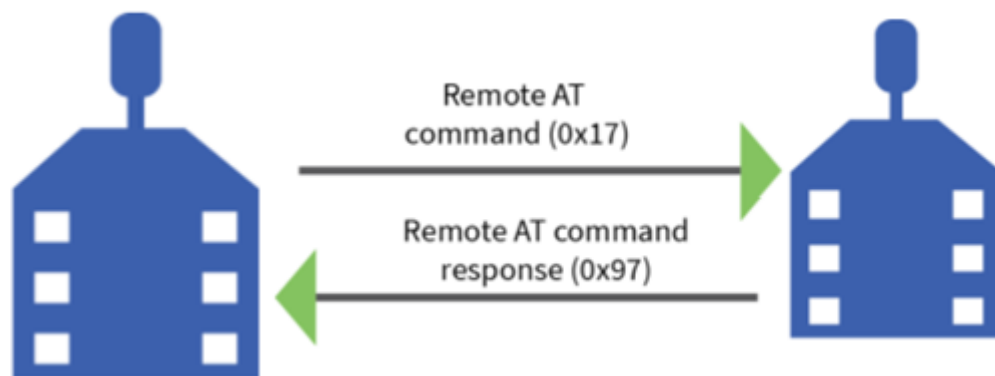 Remote AT
command (0x17)
Remote AT command
response (0x97)